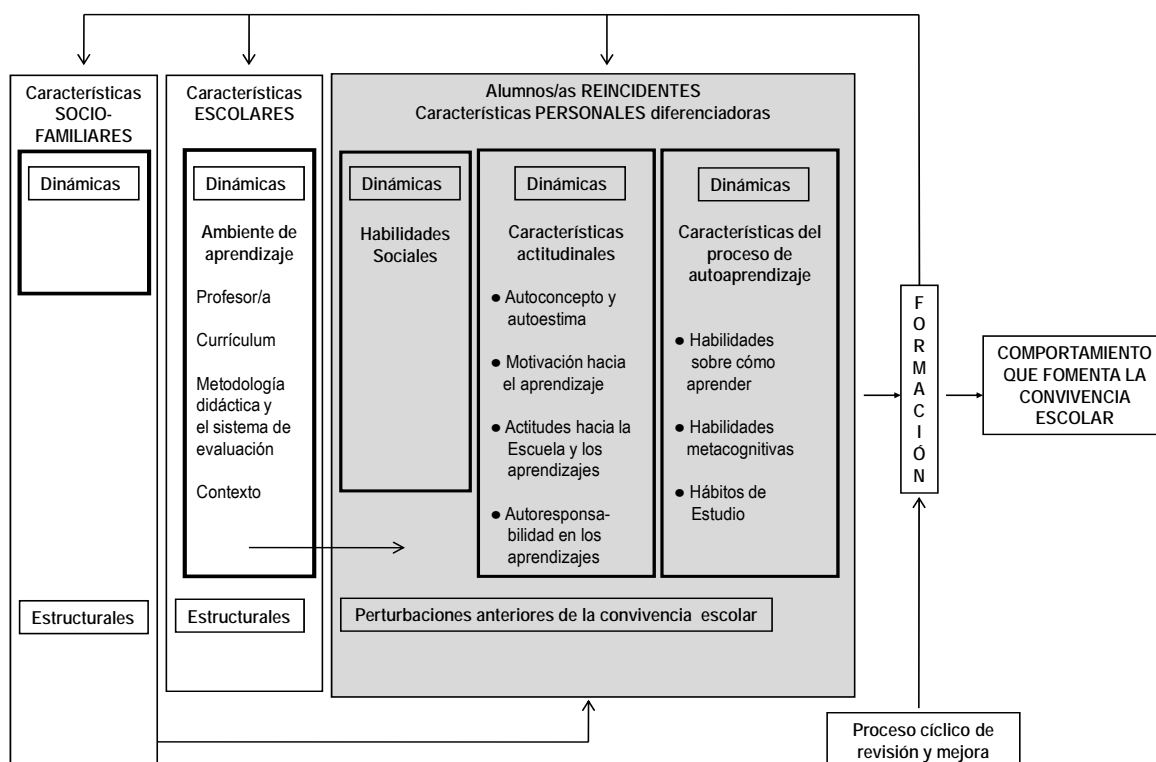 Características
SOCIO-
FAMILIARES
Dinámicas
Estructurales
Características
ESCOLARES
Dinámicas
Ambiente de
aprendizaje
Profesor/a
Currículum
Metodología
didáctica y
el sistema de
evaluación
Contexto
Estructurales
Alumnos/as REINCIDENTES
Características PERSONALES diferenciadoras
Dinámicas
Habilidades
Sociales
Dinámicas
Características
actitudinales
● Autoconcepto y
autoestima
● Motivación hacia
el aprendizaje
● Actitudes hacia la
Escuela y los
aprendizajes
● Autoresponsa-
bilidad en los
aprendizajes
Dinámicas
Características del
proceso de
autoaprendizaje
● Habilidades
sobre cómo
aprender
● Habilidades
metacognitivas
● Hábitos de
Estudio
Perturbaciones anteriores de la convivencia escolar
FORMACIÓN
COMPORTAMIENTO
QUE FOMENTA LA
CONVIVENCIA
ESCOLAR
Proceso cíclico de
revisión y mejora